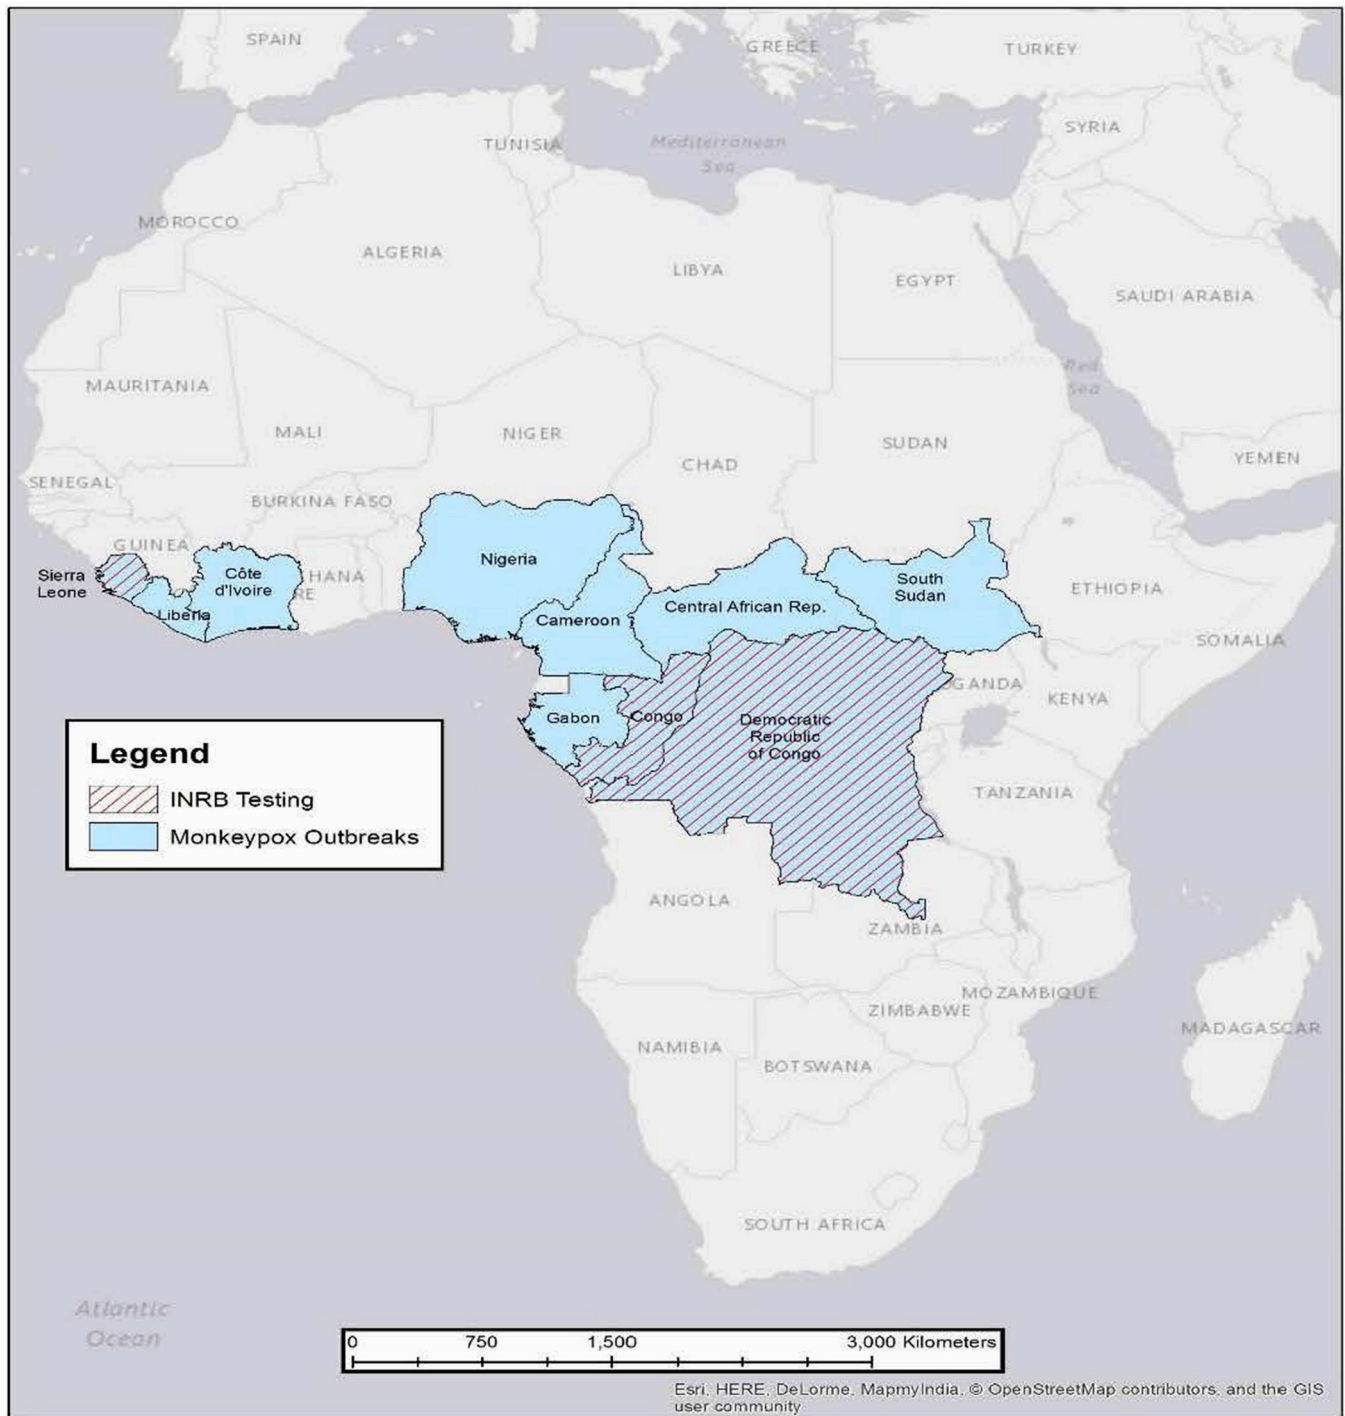 SPAIN
GREECE
TURKEY
SYRIA
TUNISIA
Mediterranean
Sea
MOROCCO
ALGERIA
LIBYA
EGYPT
SAUDI ARABIA
Red
Sea
MAURITANIA
MALI
NIGER
CHAD
SUDAN
YEMEN
SENEGAL
BURKINA FASO
GUINEA
Nigeria
Sierra
Leone
Côte
d'Ivoire
HANA
RE
Liberia
Cameroon
Central African Rep.
South
Sudan
ETHIOPIA
SOMALIA
GANDA
KENYA
Gabon
Congo
Democratic
Republic
of Congo
TANZANIA
Legend
INRB Testing
Monkeypox Outbreaks
ANGOLA
ZAMBIA
MOZAMBIQUE
ZIMBABWE
MADAGASCAR
NAMIBIA
BOTSWANA
SOUTH AFRICA
Atlantic
Ocean
0 750 1,500 3,000 Kilometers
Esri, HERE, DeLorme, MapmyIndia, © OpenStreetMap contributors, and the GIS
user community